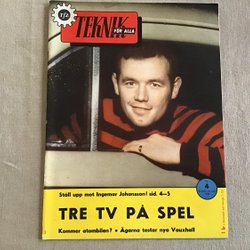 TfA
TEKNIK
FÖR ALLA
Ställ upp mot Ingemar Johansson! sid. 4—5
4
TRE TV PÅ SPEL
Kommer atombilen? • Ägarna testar nya Vauxhall